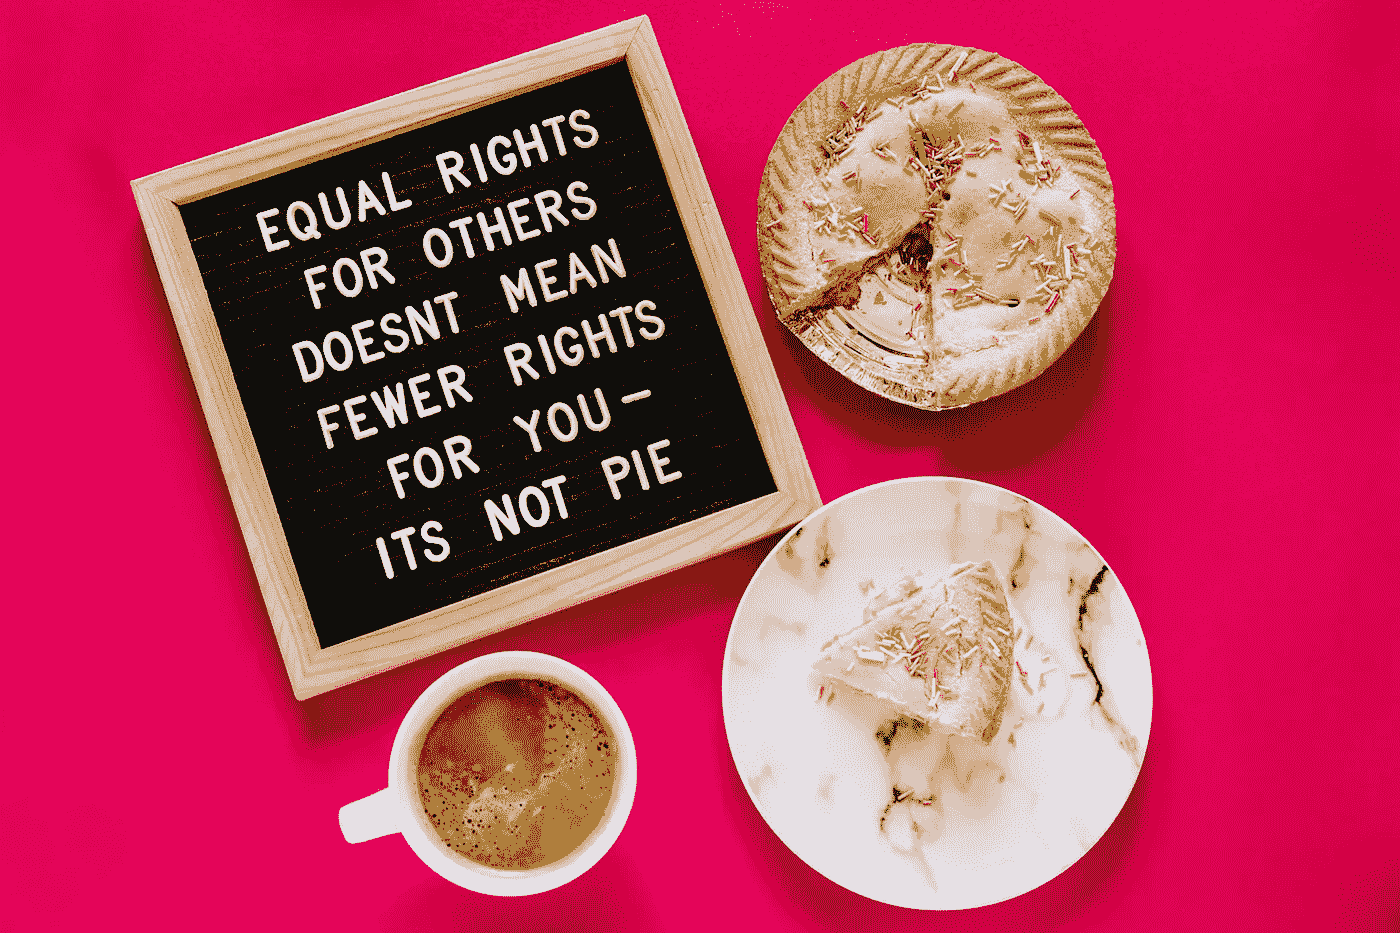 EQUAL RIGHTS
FOR OTHERS
DOESNT MEAN
FEWER RIGHTS
FOR YOU-
ITS NOT PIE